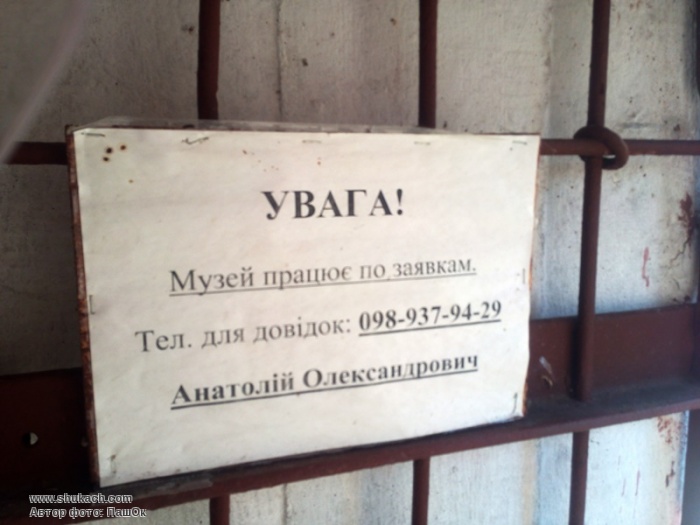 УВАГА!
Музей працює по заявкам.
Тел. для довідок: 098-937-94-29
Анатолій Олександрович
www.shukach.com
Автор фото: ПашОк